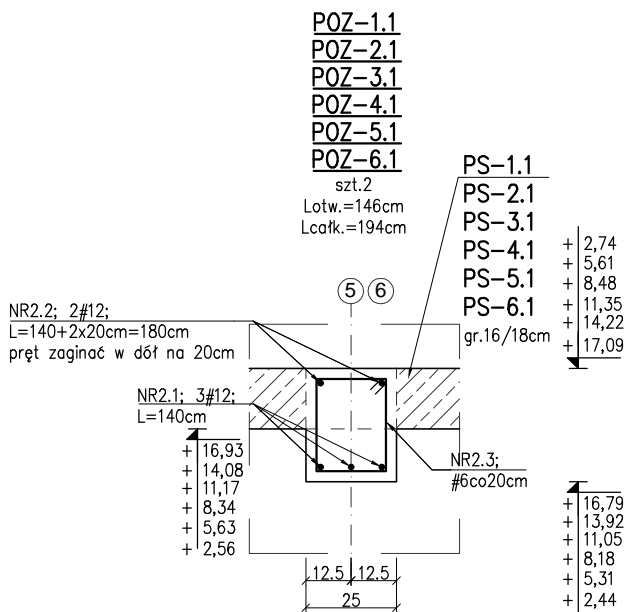 POZ-1.1
POZ-2.1
POZ-3.1
POZ-4.1
POZ-5.1
POZ-6.1
szt.2
Lotw.=146cm
Lcałk.=194cm
PS-1.1
PS-2.1
PS-3.1
PS-4.1
PS-5.1
PS-6.1
gr.16/18cm
+ 2,74
+ 5,61
+ 8,48
+ 11,35
+ 14,22
+ 17,09
5 6
NR2.2; 2#12;
L=140+2x20cm=180cm
pręt zaginać w dół na 20cm
NR2.1; 3#12;
L=140cm
+ 16,93
+ 14,08
+ 11,17
+ 8,34
+ 5,63
+ 2,56
NR2.3;
#6co20cm
+ 16,79
+ 13,92
+ 11,05
+ 8,18
+ 5,31
+ 2,44
12.5 12.5
25